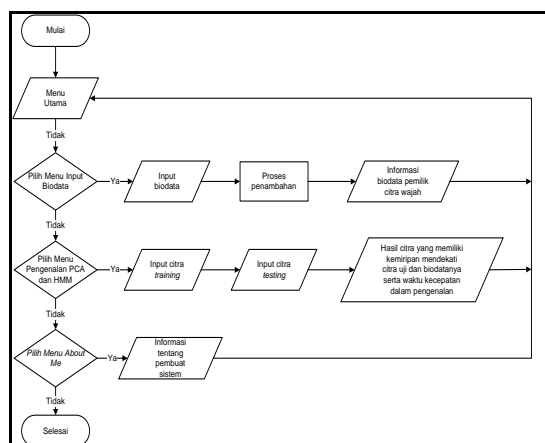 Mulai
Menu
Utama
Tidak
Pilih Menu Input
Biodata
Ya
Input
biodata
Proses
penambahan
Informasi
biodata pemilik
citra wajah
Tidak
Pilih Menu
Pengenalan PCA
dan HMM
Ya
Input citra
training
Input citra
testing
Hasil citra yang memiliki
kemiripan mendekati
citra uji dan biodatanya
serta waktu kecepatan
dalam pengenalan
Tidak
Pilih Menu About
Me
Ya
Informasi
tentang
pembuat
sistem
Tidak
Selesai